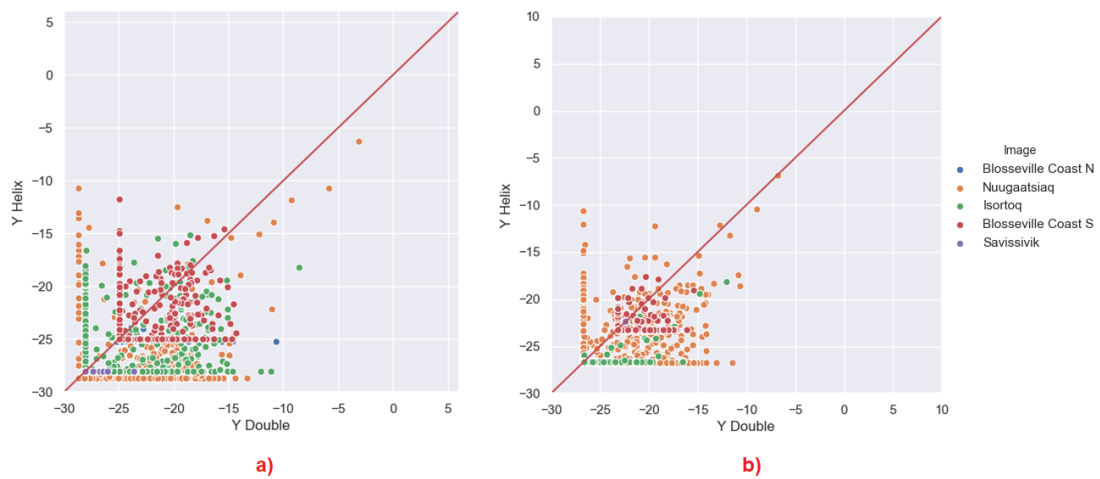 5
0
−5
−10
−15
−20
−25
−30
Y Helix
−30 −25 −20 −15 −10 −5 0 5
Y Double
a)
10
5
0
−5
−10
−15
−20
−25
−30
Y Helix
−30 −25 −20 −15 −10 −5 0 5 10
Y Double
b)
Image
Blosseville Coast N
Nuugaatsiaq
Isortoq
Blosseville Coast S
Savissivik